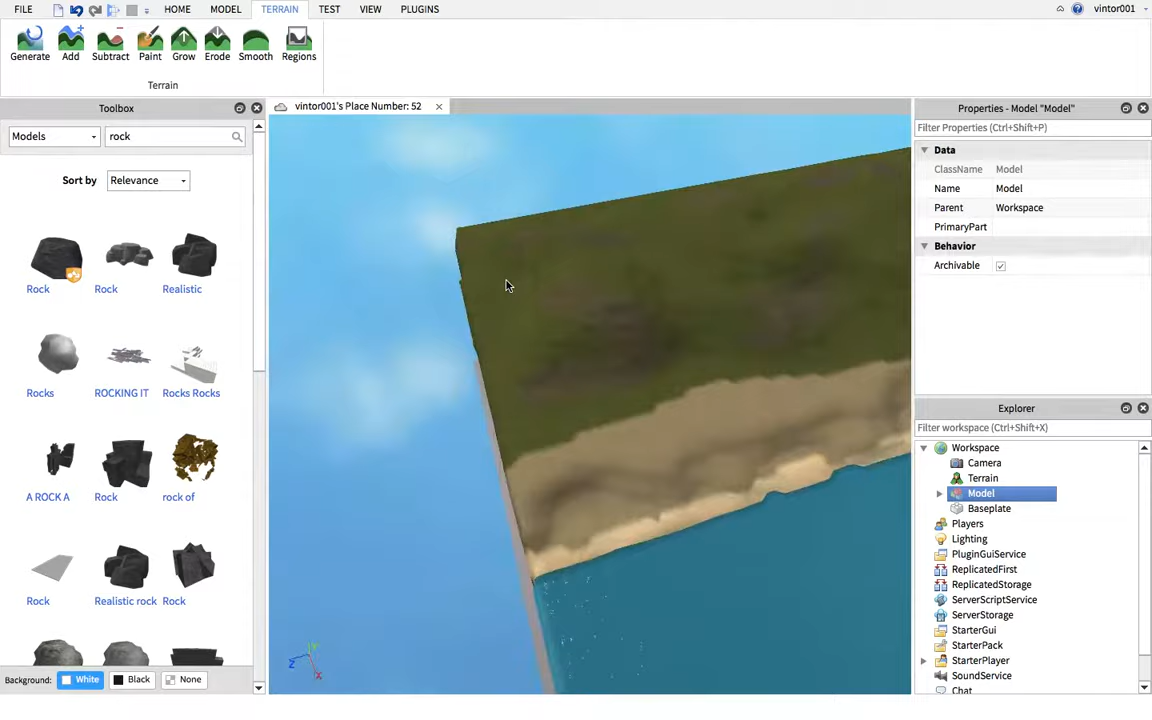 FILE HOME MODEL TERRAIN TEST VIEW PLUGINS vintor001
Generate Add Subtract Paint Grow Erode Smooth Regions
Terrain
Toolbox
Models rock
Sort by Relevance
Rock Rock Realistic
Rocks ROCKING IT Rocks Rocks
A ROCK A Rock rock of
Rock Realistic rock Rock
Background: White Black None
vintor001's Place Number: 52
Z Y X
Properties - Model "Model"
Filter Properties (Ctrl+Shift+P)
Data
ClassName Model
Name Model
Parent Workspace
PrimaryPart
Behavior
Archivable
Explorer
Filter workspace (Ctrl+Shift+X)
Workspace
Camera
Terrain
Model
Baseplate
Players
Lighting
PluginGuiService
ReplicatedFirst
ReplicatedStorage
ServerScriptService
ServerStorage
StarterGui
StarterPack
StarterPlayer
SoundService
Chat